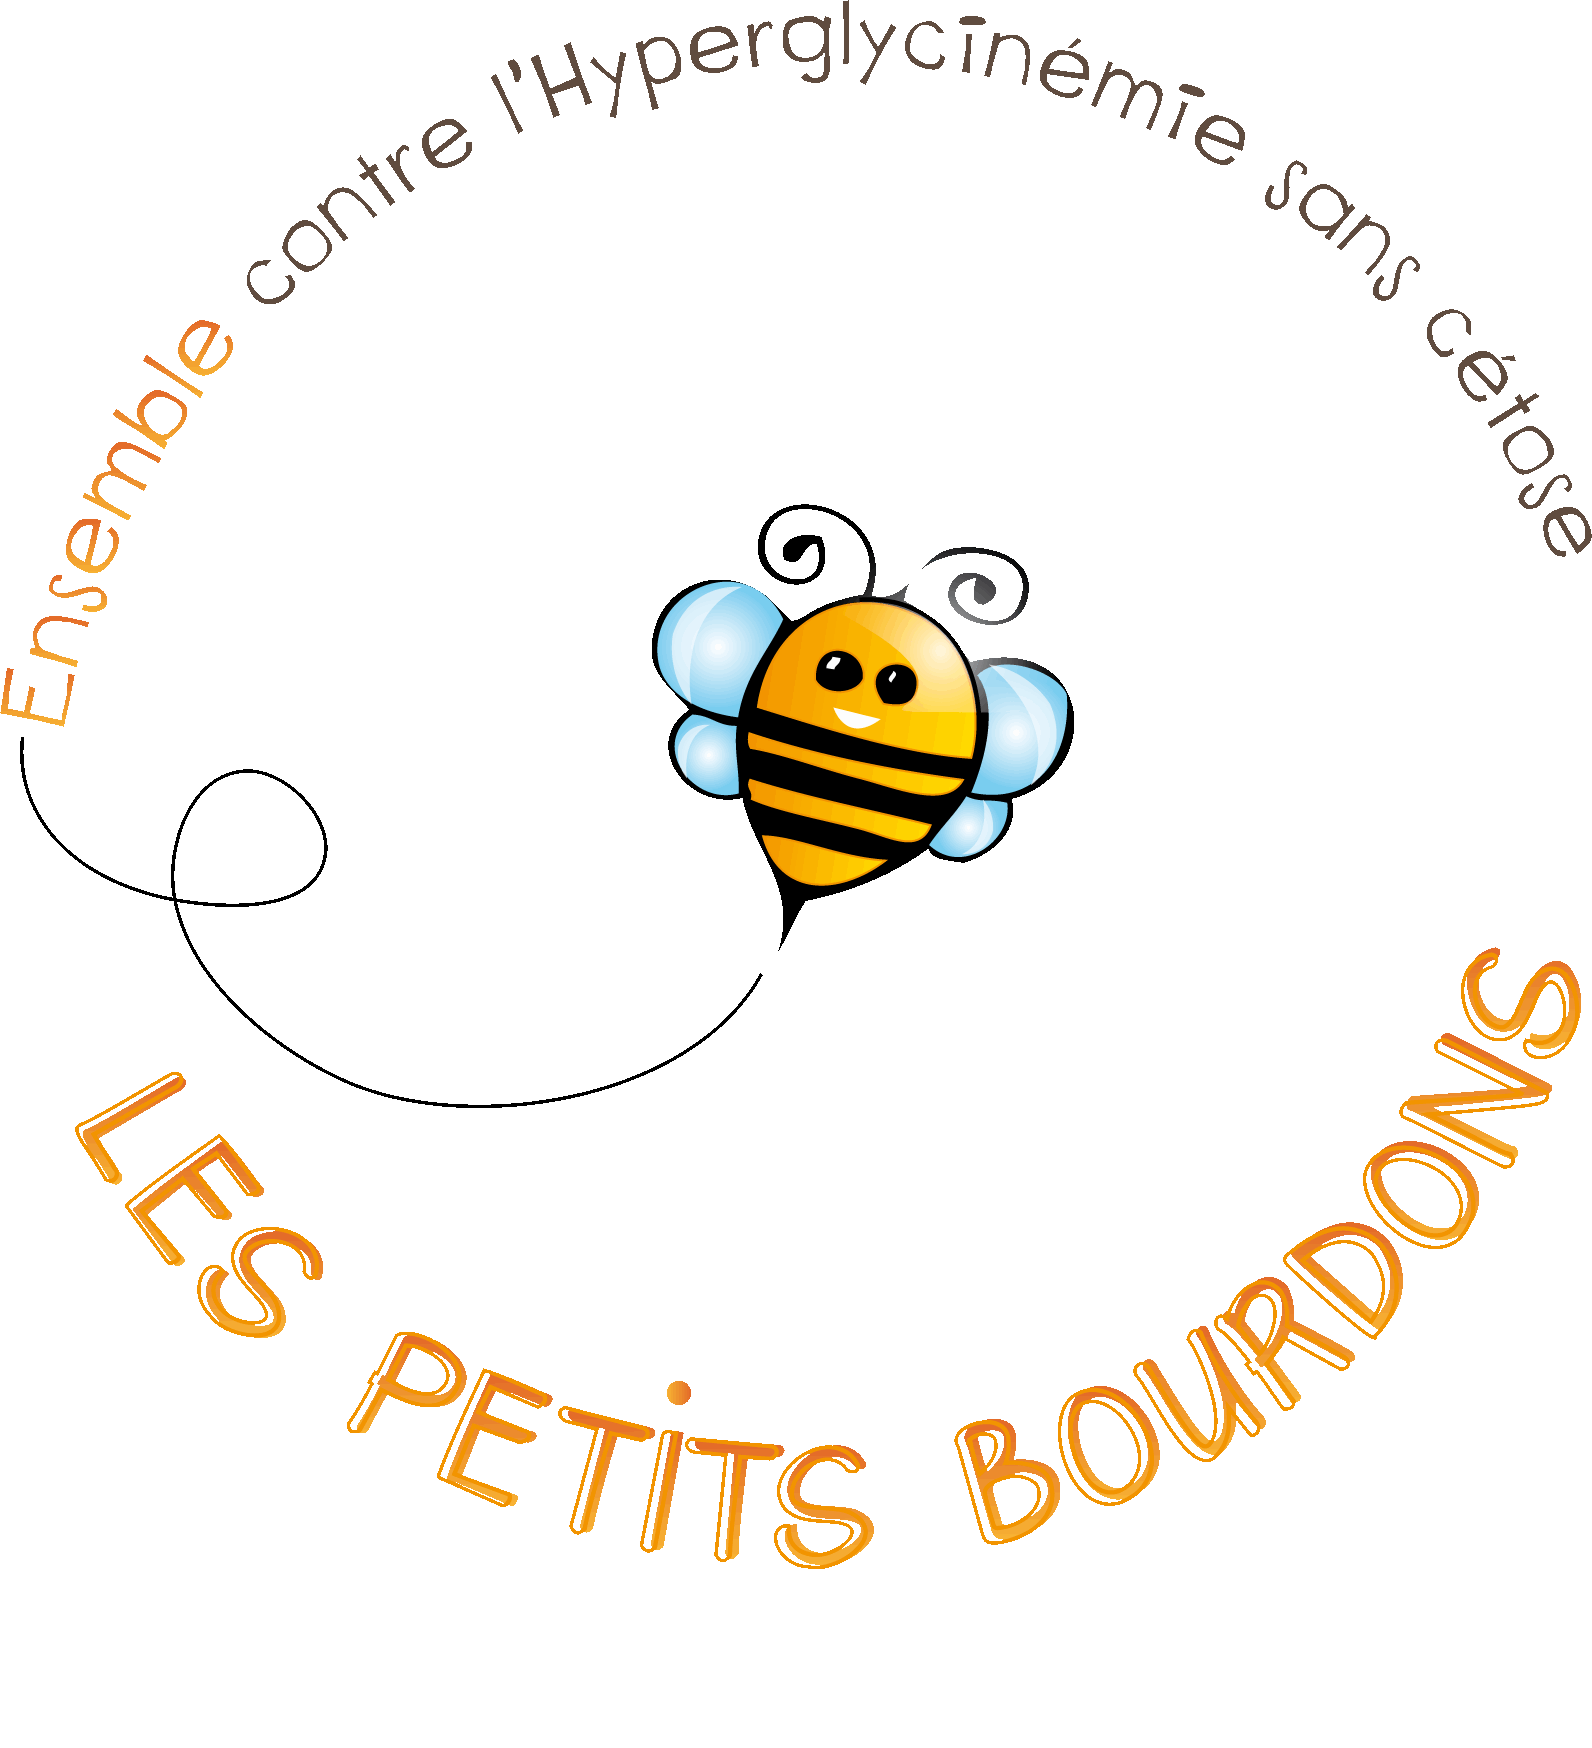 Ensemble contre l'Hyperglycinémie sans cétose
LES PETiTS BOURDONS